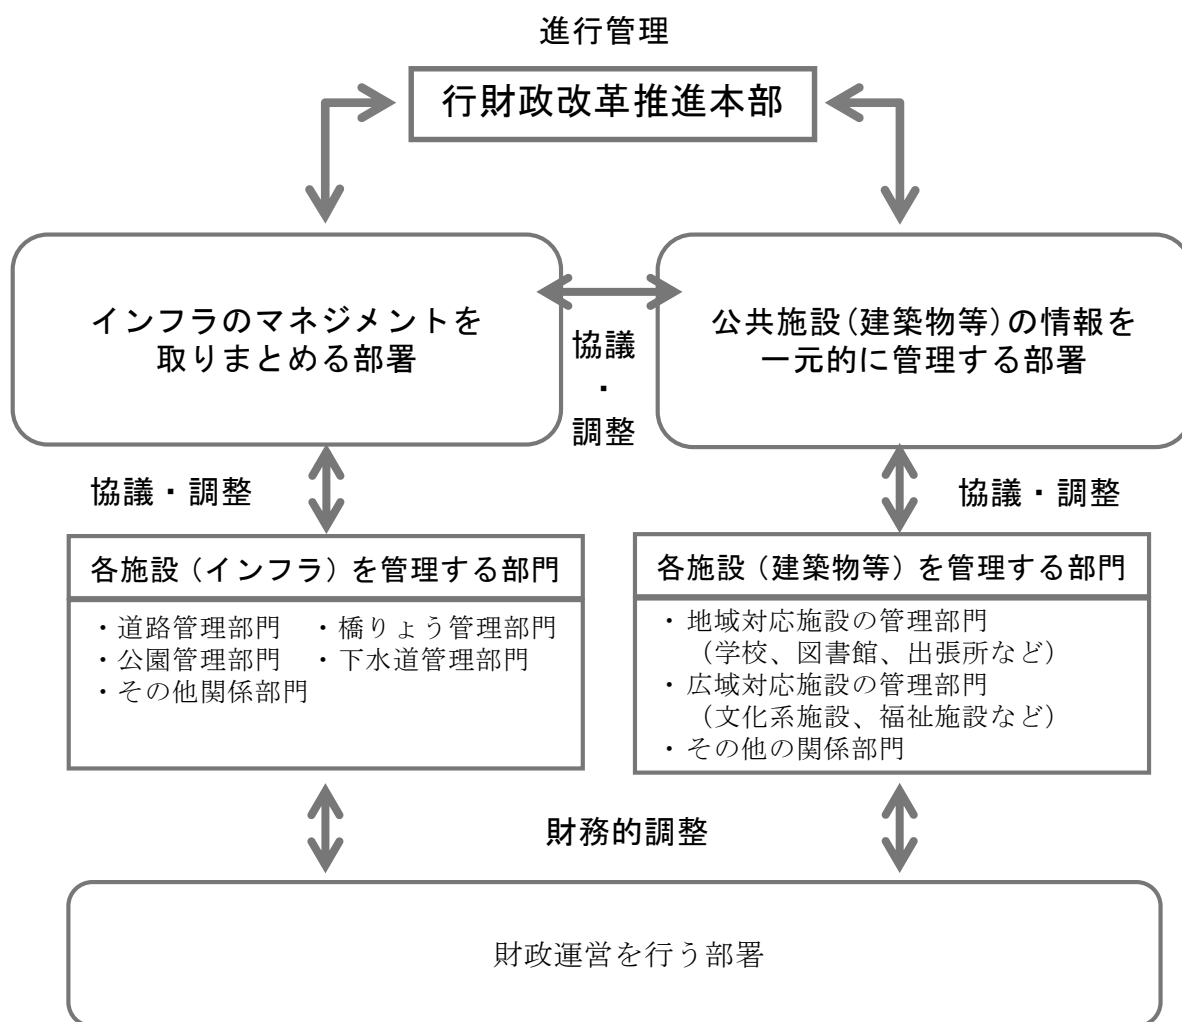 進行管理
行財政改革推進本部
インフラのマネジメントを
取りまとめる部署
協議
・
調整
公共施設(建築物等)の情報を
一元的に管理する部署
協議・調整
協議・調整
各施設(インフラ)を管理する部門
・道路管理部門 ・橋りょう管理部門
・公園管理部門 ・下水道管理部門
・その他関係部門
各施設(建築物等)を管理する部門
・地域対応施設の管理部門
(学校、図書館、出張所など)
・広域対応施設の管理部門
(文化系施設、福祉施設など)
・その他の関係部門
財務的調整
財政運営を行う部署